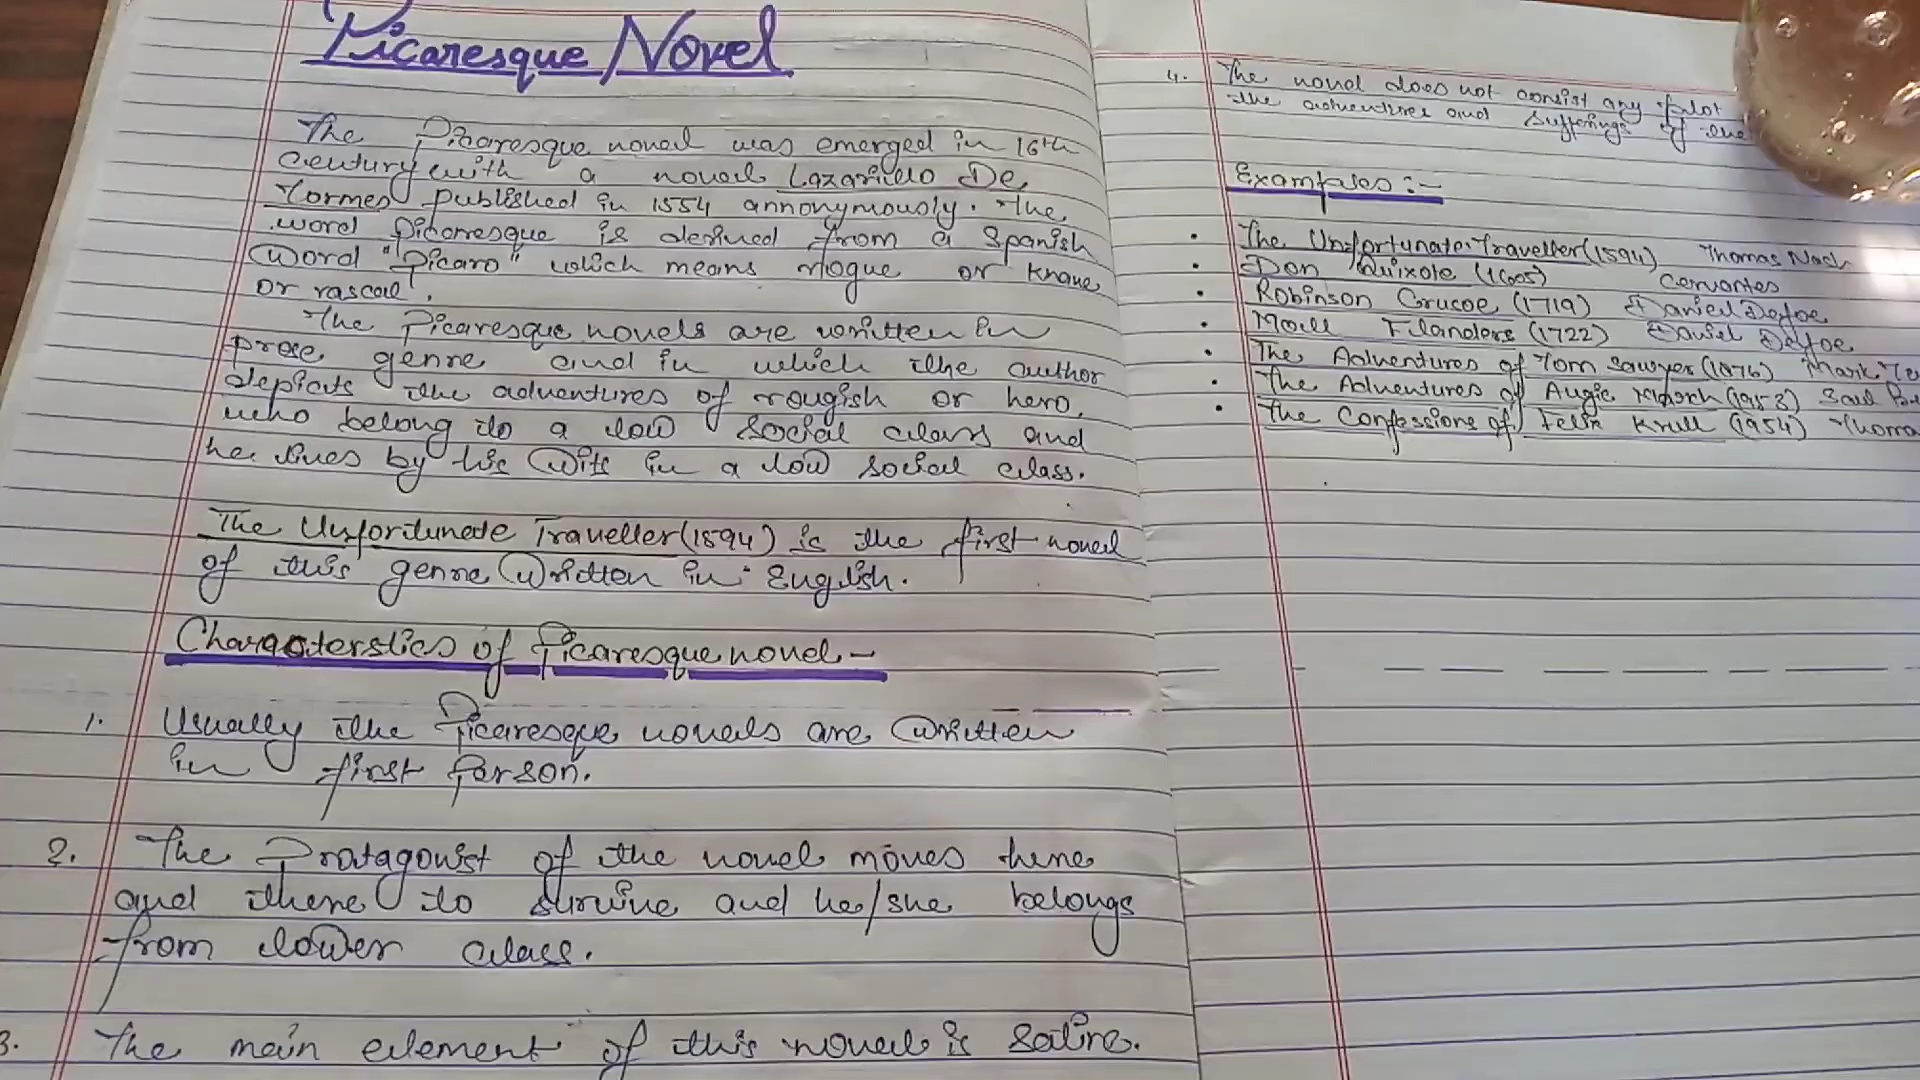 Picaresque Novel
The Picaresque novel was emerged in 16th
century with a novel Lazarillo De
Tormes published in 1554 annonymously. The
word picorresque is derived from a Spanish
word "Picaro" which means rogue or knave
or rascal.
The Picaresque novels are written in
prose genre and in which the author
depicts the adventures of rougish or hero,
who belong to a low social class and
he lives by his wits in a low social class.
The Unfortunate Traveller (1594) is the first novel
of this genre written in English.
Characterstics of Picaresque novel -
1. Usually the Picaresque novels are written
in first person.
2. The Protagonist of the novel moves here
and there to survive and he/she belongs
from lower class.
3. The main element of this novel is satire.
4. The novel does not consist any plot
the adventures and sufferings of
Examples :-
• The Unfortunate Traveller (1594) Thomas Nash
• Don Quixote (1605) Cervantes
• Robinson Crusoe (1719) Daniel Defoe
• Moll Flanders (1722) Daniel Defoe
• The Adventures of Tom Sawyer (1876) Mark
• The Adventures of Augie March (1953) Saul
• The Confessions of Felix Krull (1954)